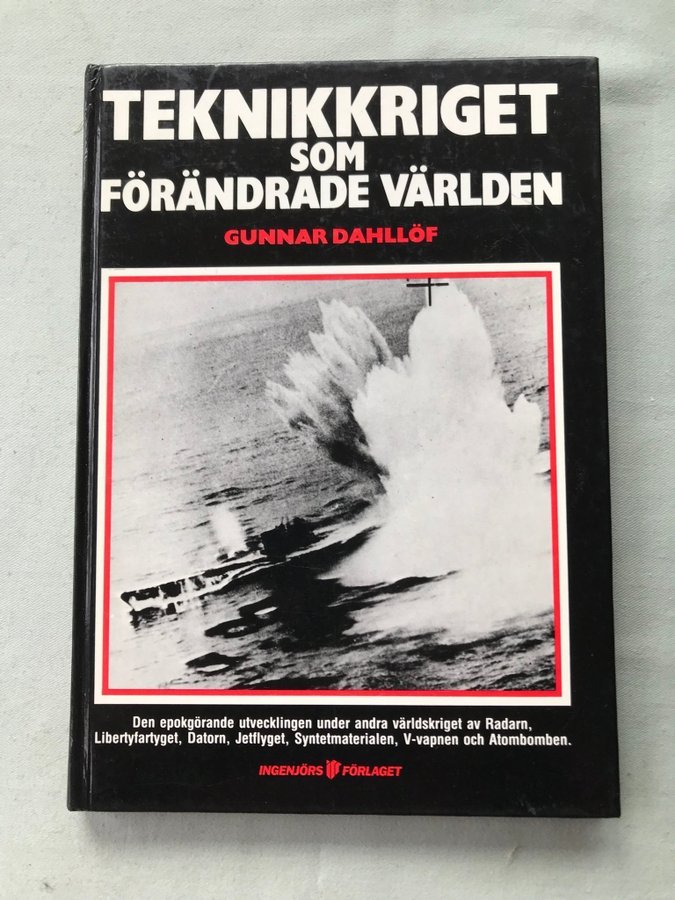 TEKNIKKRIGET
SOM
FÖRÄNDRADE VÄRLDEN
GUNNAR DAHLLÖF
Den epokgörande utvecklingen under andra världskriget av Radarn,
Libertyfartyget, Datorn, Jetflyget, Syntetmaterialen, V-vapnen och Atombomben.
INGENJÖRS FÖRLAGET